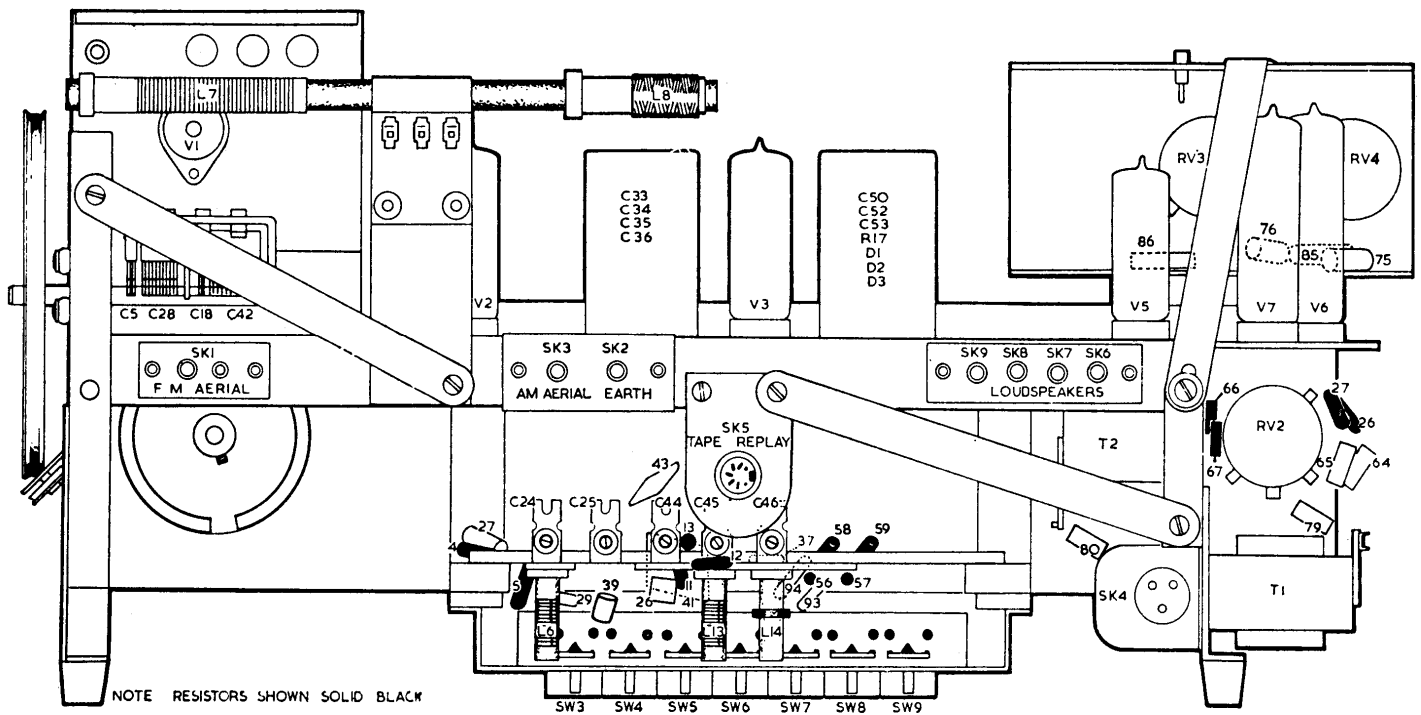 L7
L8
V1
RV3
RV4
C33
C34
C35
C36
C50
C52
C53
R17
D1
D2
D3
86
76
85
75
V2
V3
V5
V7
V6
C5 C28 C18 C42
SK1
FM AERIAL
SK3 SK2
AM AERIAL EARTH
SK9 SK8 SK7 SK6
LOUDSPEAKERS
SK5
TAPE REPLAY
66
67
T2
RV2
27
26
65
64
79
80
43
C24 C25 C44 C45 C46
27
4
13
12
37
58
59
5
29
39
26
11
41
94
93
56
57
SK4
T1
L6
L13
L14
NOTE RESISTORS SHOWN SOLID BLACK
SW3 SW4 SW5 SW6 SW7 SW8 SW9